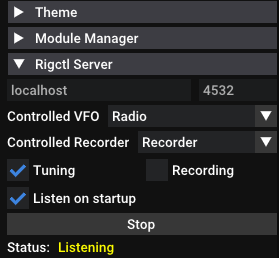 Theme
Module Manager
Rigctl Server
localhost 4532
Controlled VFO Radio
Controlled Recorder Recorder
Tuning Recording
Listen on startup
Stop
Status: Listening